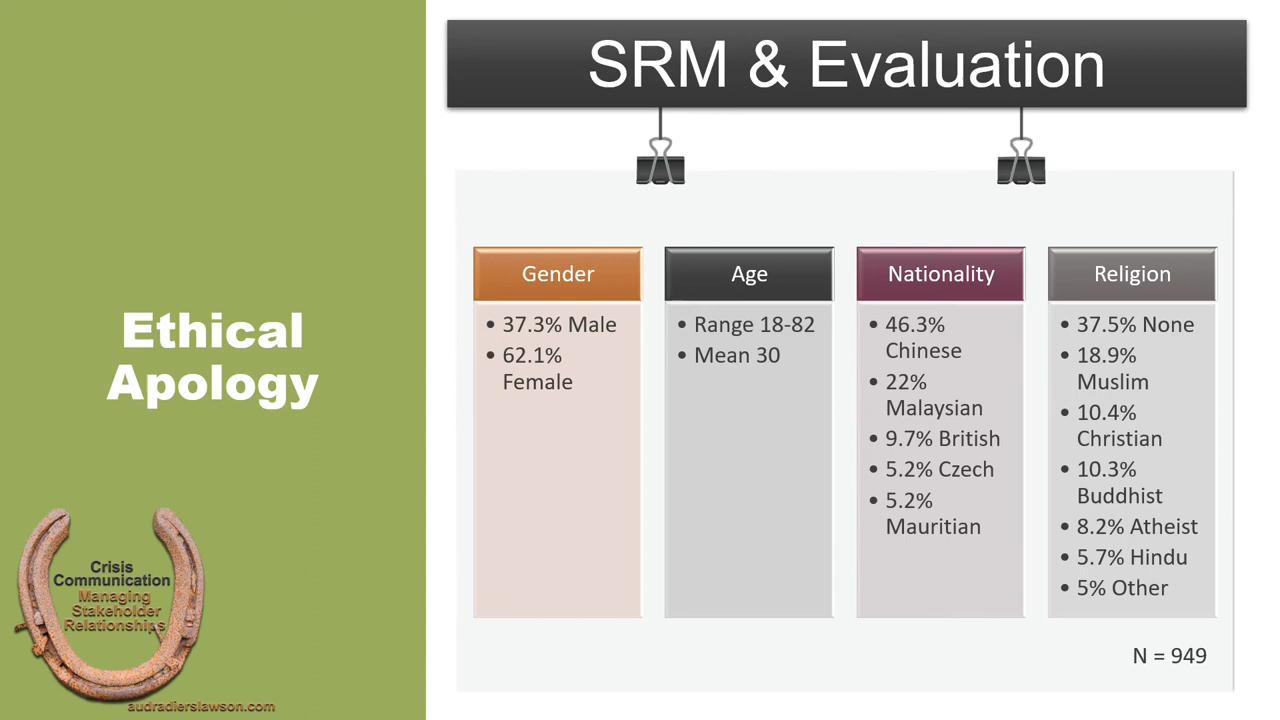 SRM & Evaluation
Ethical
Apology
Gender
• 37.3% Male
• 62.1%
Female
Age
• Range 18-82
• Mean 30
Nationality
• 46.3%
Chinese
• 22%
Malaysian
• 9.7% British
• 5.2% Czech
• 5.2%
Mauritian
Religion
• 37.5% None
• 18.9%
Muslim
• 10.4%
Christian
• 10.3%
Buddhist
• 8.2% Atheist
• 5.7% Hindu
• 5% Other
N = 949
Crisis
Communication
Managing
Stakeholder
Relationships
audradierslawson.com